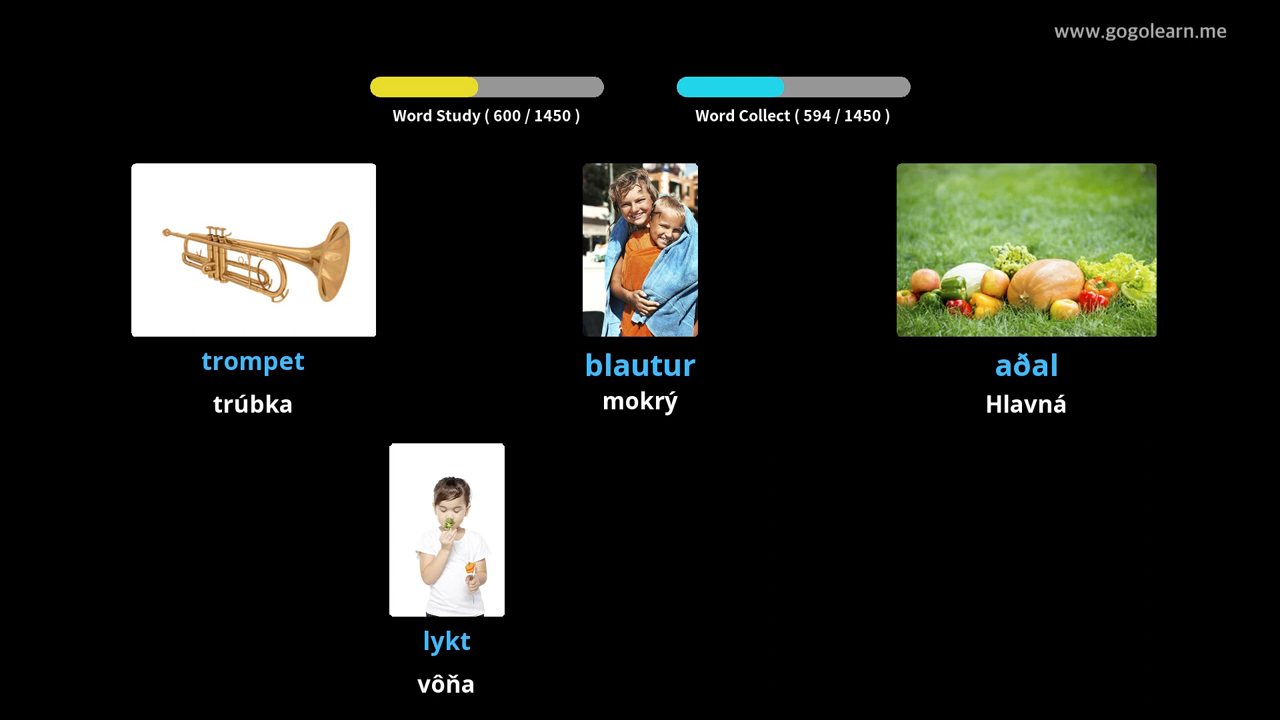 www.gogolearn.me
Word Study ( 600 / 1450 )
Word Collect ( 594 / 1450 )
trompet
trúbka
blautur
mokrý
aðal
Hlavná
lykt
vôňa